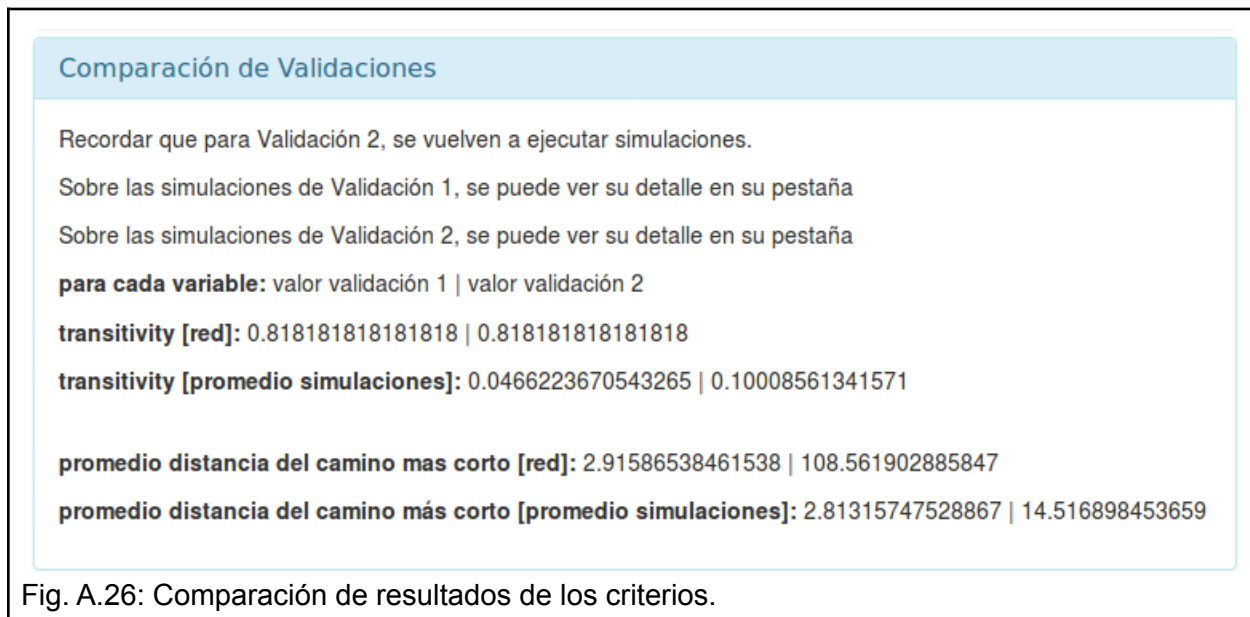 Comparación de Validaciones
Recordar que para Validación 2, se vuelven a ejecutar simulaciones.
Sobre las simulaciones de Validación 1, se puede ver su detalle en su pestaña
Sobre las simulaciones de Validación 2, se puede ver su detalle en su pestaña
para cada variable: valor validación 1 | valor validación 2
transitivity [red]: 0.818181818181818 | 0.818181818181818
transitivity [promedio simulaciones]: 0.0466223670543265 | 0.10008561341571
promedio distancia del camino mas corto [red]: 2.91586538461538 | 108.561902885847
promedio distancia del camino más corto [promedio simulaciones]: 2.81315747528867 | 14.516898453659
Fig. A.26: Comparación de resultados de los criterios.